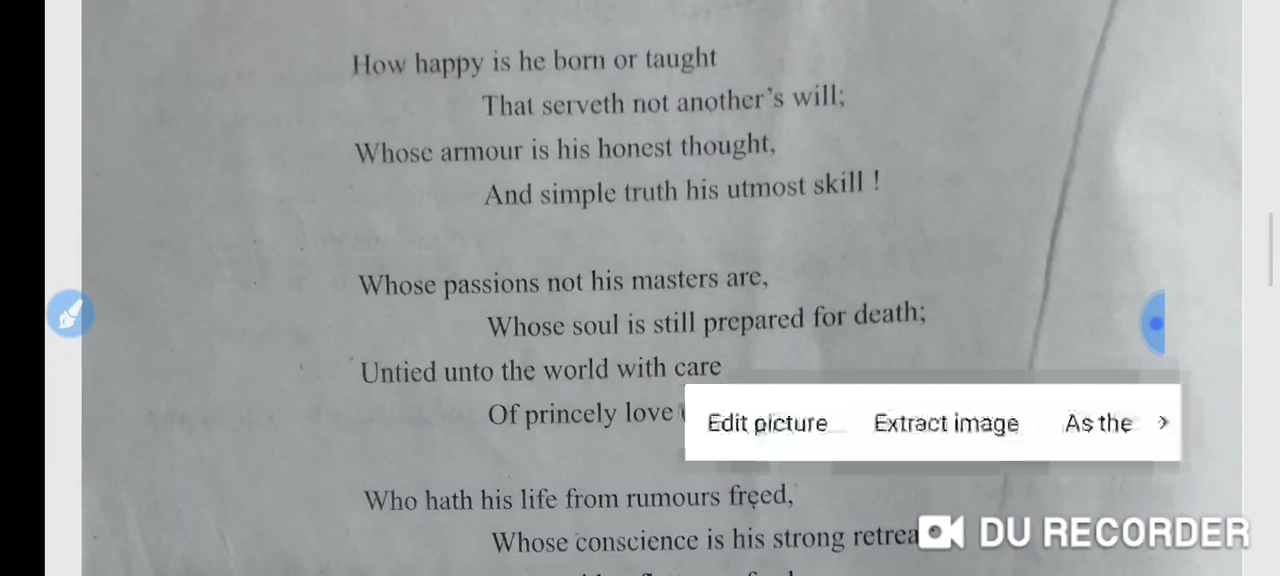 How happy is he born or taught
That serveth not another's will;
Whose armour is his honest thought,
And simple truth his utmost skill !
Whose passions not his masters are,
Whose soul is still prepared for death;
Untied unto the world with care
Of princely love
Edit picture Extract image As the
Who hath his life from rumours freed,
Whose conscience is his strong
DU RECORDER